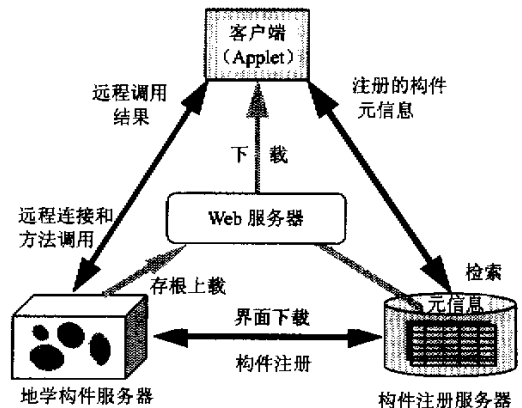 客户端
（Applet）
远程调用
结果
注册的构件
元信息
下 载
Web 服务器
远程连接和
方法调用
存根上载
检索
元信息
界面下载
构件注册
地学构件服务器
构件注册服务器